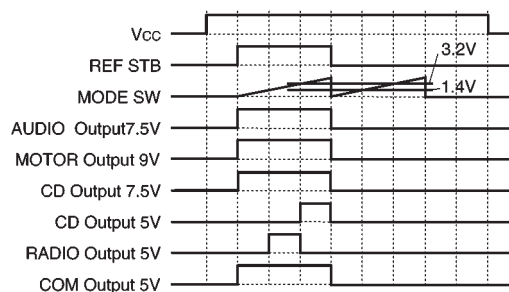 Vcc
REF STB
MODE SW
3.2V
1.4V
AUDIO Output7.5V
MOTOR Output 9V
CD Output 7.5V
CD Output 5V
RADIO Output 5V
COM Output 5V